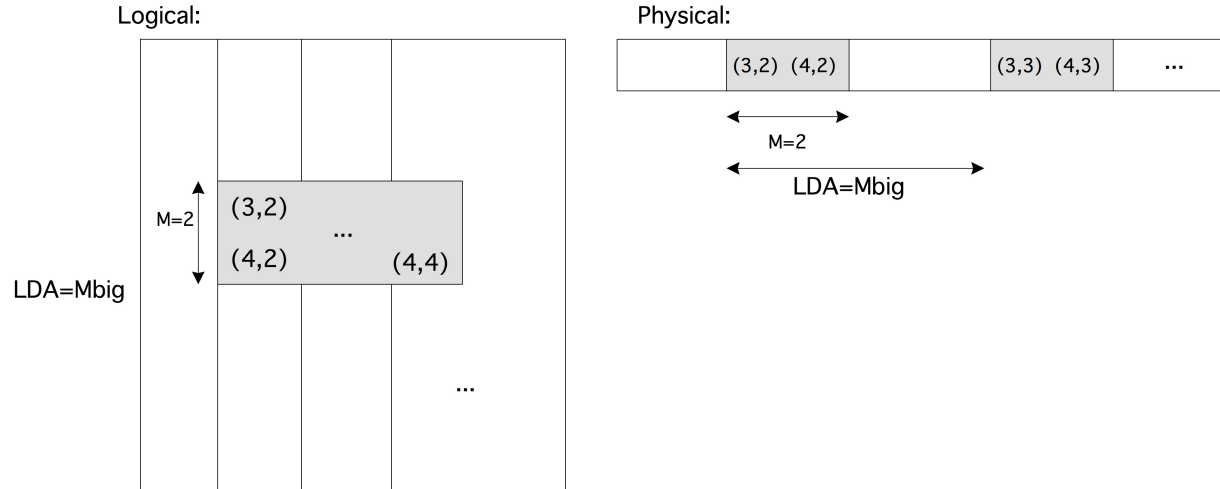 Logical:
M=2
(3,2)
...
(4,2)
(4,4)
LDA=Mbig
...
Physical:
(3,2) (4,2)
(3,3) (4,3)
...
M=2
LDA=Mbig